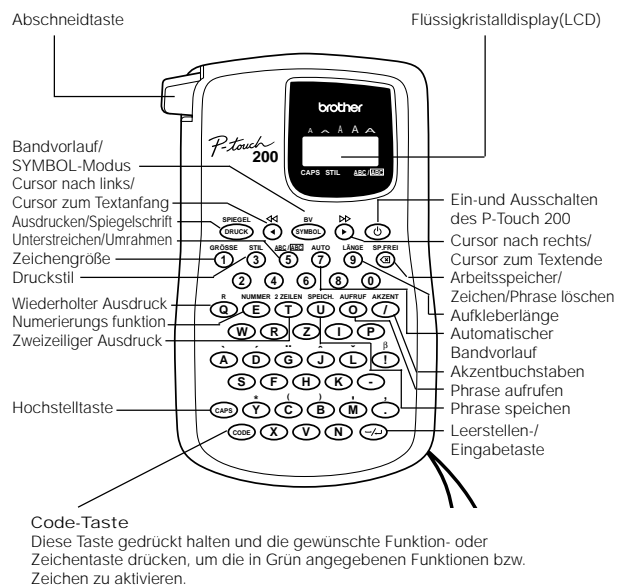 Abschneidtaste
Flüssigkristalldisplay(LCD)
brother
A A A A A
P-touch 200
CAPS STIL ABC/ABC
Bandvorlauf/
SYMBOL-Modus
Cursor nach links/
Cursor zum Textanfang
Ausdrucken/Spiegelschrift
Unterstreichen/Umrahmen
Zeichengröße
Druckstil
Wiederholter Ausdruck
Numerierungs funktion
Zweizeiliger Ausdruck
Hochstelltaste
SPIEGEL BV
DRUCK SYMBOL
GRÖSSE STIL ABC/ABC AUTO LÄNGE SP.FREI
1 3 5 7 9
2 4 6 8 0
R NUMMER 2 ZEILEN SPEICH. AUFRUF AKZENT
Q E T U O /
W R Z I P
` ´ ¨ ^ ˇ β
A D G J L !
S F H K -
* ( ) ' ,
CAPS Y C B M .
CODE X V N
Ein-und Ausschalten
des P-Touch 200
Cursor nach rechts/
Cursor zum Textende
Arbeitsspeicher/
Zeichen/Phrase löschen
Aufkleberlänge
Automatischer
Bandvorlauf
Akzentbuchstaben
Phrase aufrufen
Phrase speichen
Leerstellen-/
Eingabetaste
Code-Taste
Diese Taste gedrückt halten und die gewünschte Funktion- oder
Zeichentaste drücken, um die in Grün angegebenen Funktionen bzw.
Zeichen zu aktivieren.